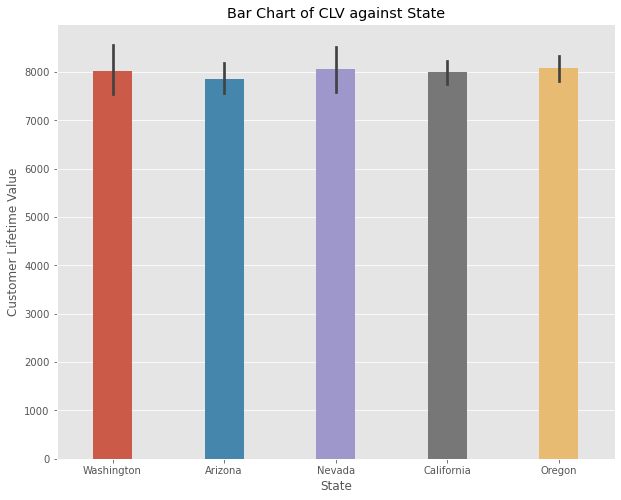 Bar Chart of CLV against State
Customer Lifetime Value
8000
7000
6000
5000
4000
3000
2000
1000
0
Washington Arizona Nevada California Oregon
State